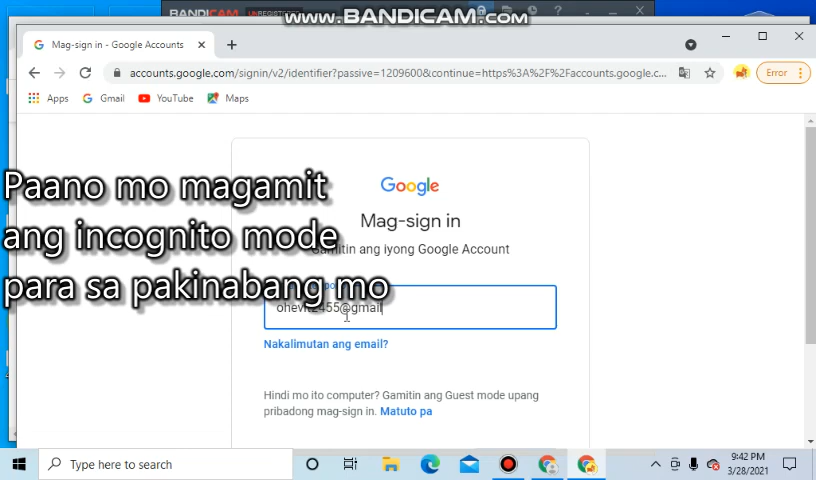 www.BANDICAM.com
BANDICAM UNREGISTERED
Mag-sign in - Google Accounts
accounts.google.com/signin/v2/identifier?passive=1209600&continue=https%3A%2F%2Faccounts.google.c...
Error
Apps
Gmail
YouTube
Maps
Google
Mag-sign in
Gamitin ang iyong Google Account
Paano mo magamit
ang incognito mode
para sa pakinabang mo
@gmail
Nakalimutan ang email?
Hindi mo ito computer? Gamitin ang Guest mode upang
pribadong mag-sign in. Matuto pa
Type here to search
9:42 PM
3/28/2021